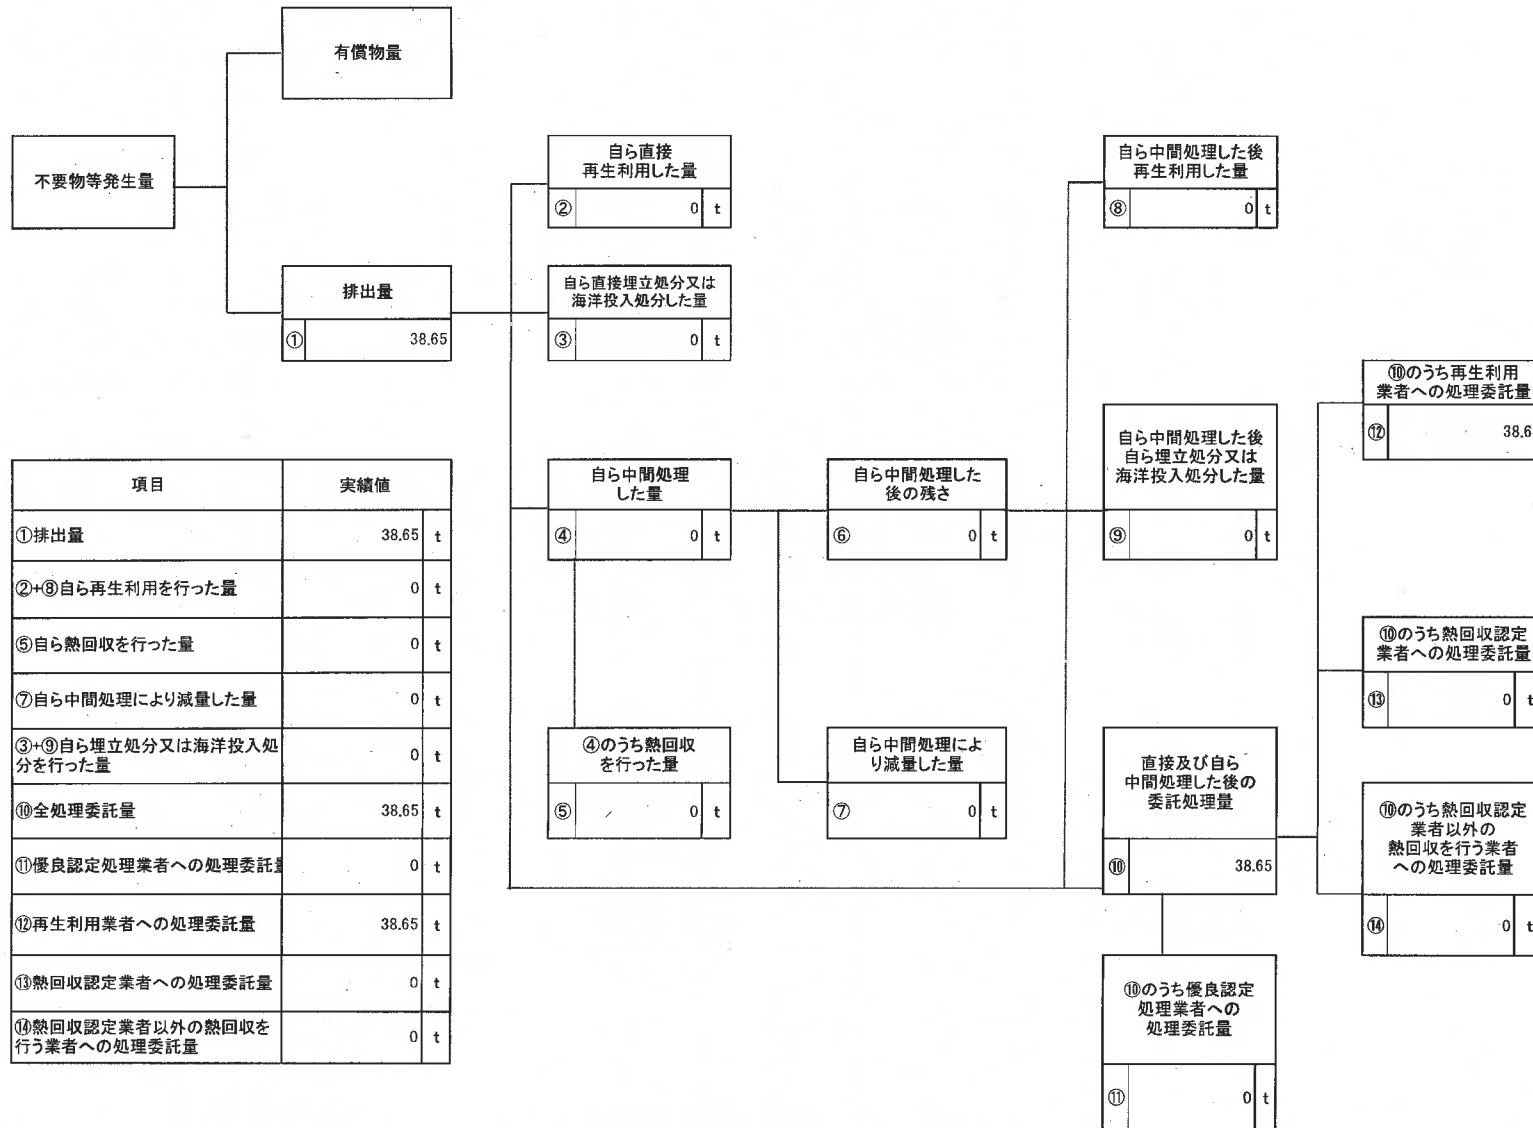 有償物量
不要物等発生量
排出量
① 38.65
自ら直接
再生利用した量
② 0 t
自ら直接埋立処分又は
海洋投入処分した量
③ 0 t
自ら中間処理
した量
④ 0 t
④のうち熱回収
を行った量
⑤ 0 t
自ら中間処理した
後の残さ
⑥ 0 t
自ら中間処理によ
り減量した量
⑦ 0 t
自ら中間処理した後
再生利用した量
⑧ 0 t
自ら中間処理した後
自ら埋立処分又は
海洋投入処分した量
⑨ 0 t
直接及び自ら
中間処理した後の
委託処理量
⑩ 38.65
⑩のうち優良認定
処理業者への
処理委託量
⑪ 0 t
⑩のうち再生利用
業者への処理委託量
⑫ 38.6
⑩のうち熱回収認定
業者への処理委託量
⑬ 0 t
⑩のうち熱回収認定
業者以外の
熱回収を行う業者
への処理委託量
⑭ 0 t
項目 実績値
①排出量 38.65 t
②+⑧自ら再生利用を行った量 0 t
⑤自ら熱回収を行った量 0 t
⑦自ら中間処理により減量した量 0 t
③+⑨自ら埋立処分又は海洋投入処
分を行った量 0 t
⑩全処理委託量 38.65 t
⑪優良認定処理業者への処理委託量 0 t
⑫再生利用業者への処理委託量 38.65 t
⑬熱回収認定業者への処理委託量 0 t
⑭熱回収認定業者以外の熱回収を
行う業者への処理委託量 0 t